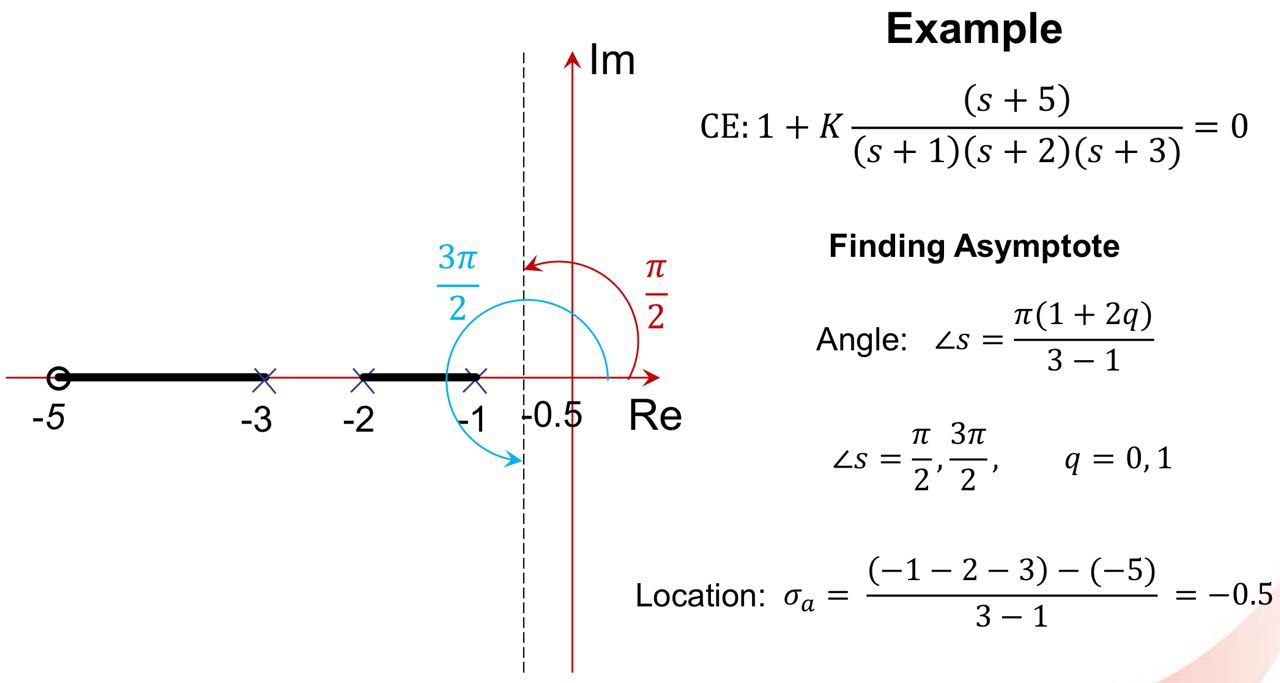 Example
CE: 1 + K (s + 5) / (s + 1)(s + 2)(s + 3) = 0
Finding Asymptote
Angle: ∠s = π(1 + 2q) / 3 − 1
∠s = π/2, 3π/2, q = 0, 1
Location: σₐ = (−1 − 2 − 3) − (−5) / 3 − 1 = −0.5
Im
3π/2
π/2
-5 -3 -2 -1 -0.5 Re